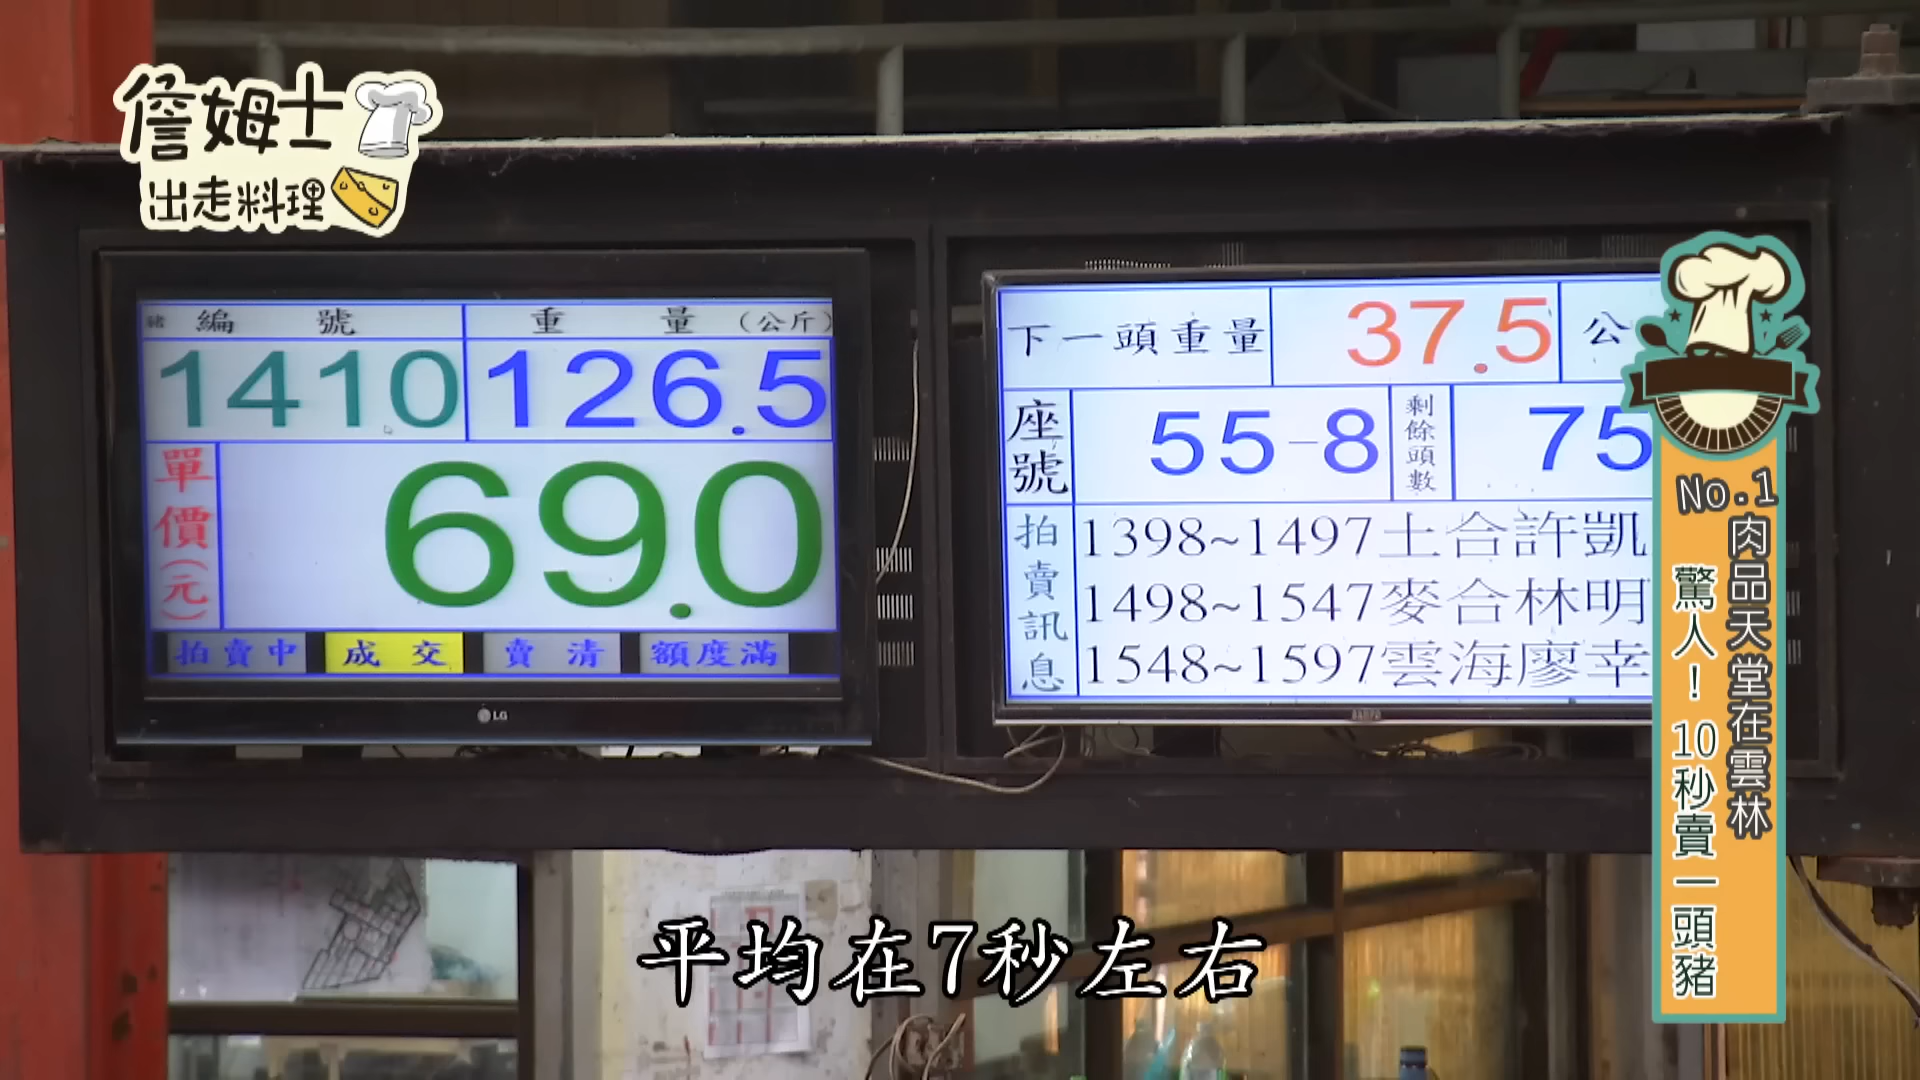 詹姆士
出走料理
豬編號
重量(公斤)
1410
126.5
單價(元)
69.0
拍賣中
成交
賣清
額度滿
LG
下一頭重量
37.5
公
座號
55-8
剩餘頭數
75
拍賣訊息
1398~1497土合許凱
1498~1547麥合林明
1548~1597雲海廖幸
No.1
肉品天堂在雲林
驚人!10秒賣一頭豬
平均在7秒左右